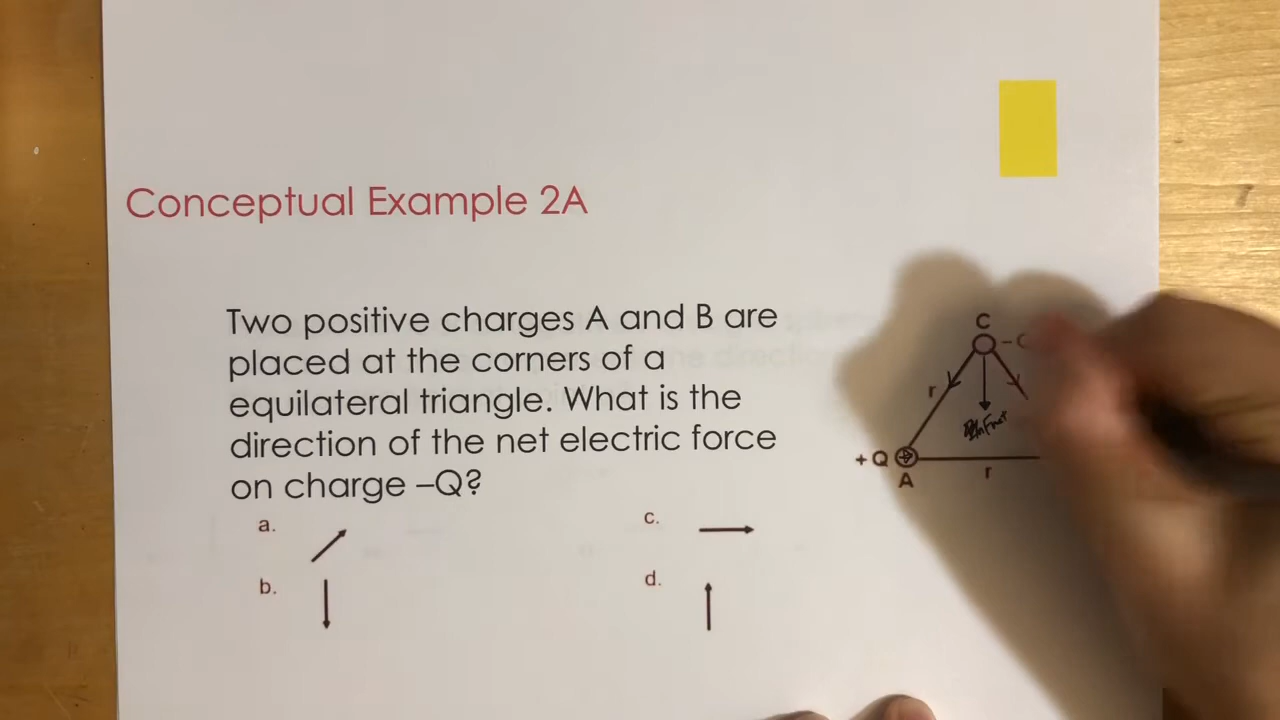 Conceptual Example 2A
Two positive charges A and B are
placed at the corners of a
equilateral triangle. What is the
direction of the net electric force
on charge –Q?
a.
b.
c.
d.
C
r
+Q
A
r